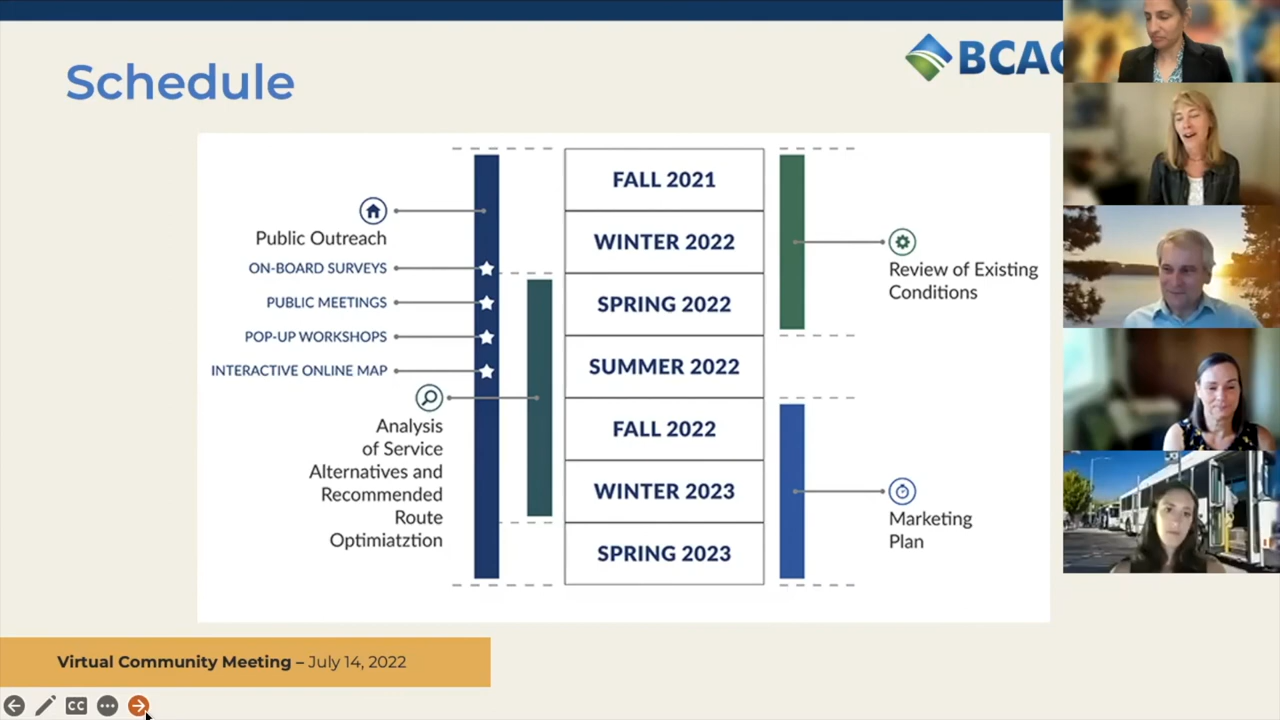 Schedule
BCAG
FALL 2021
WINTER 2022
SPRING 2022
SUMMER 2022
FALL 2022
WINTER 2023
SPRING 2023
Public Outreach
ON-BOARD SURVEYS
PUBLIC MEETINGS
POP-UP WORKSHOPS
INTERACTIVE ONLINE MAP
Analysis
of Service
Alternatives and
Recommended
Route
Optimiatztion
Review of Existing
Conditions
Marketing
Plan
Virtual Community Meeting – July 14, 2022
CC